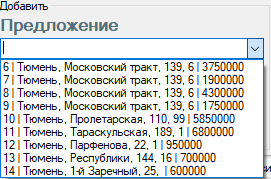 Добавить
Предложение
6 | Тюмень, Московский тракт, 139, 6 | 3750000
7 | Тюмень, Московский тракт, 139, 6 | 1900000
8 | Тюмень, Московский тракт, 139, 6 | 4300000
9 | Тюмень, Московский тракт, 139, 6 | 1750000
10 | Тюмень, Пролетарская, 110, 99 | 5850000
11 | Тюмень, Тараскульская, 189, 1 | 6800000
12 | Тюмень, Парфенова, 22, 1 | 950000
13 | Тюмень, Республики, 144, 16 | 700000
14 | Тюмень, 1-й Заречный, 25, | 600000